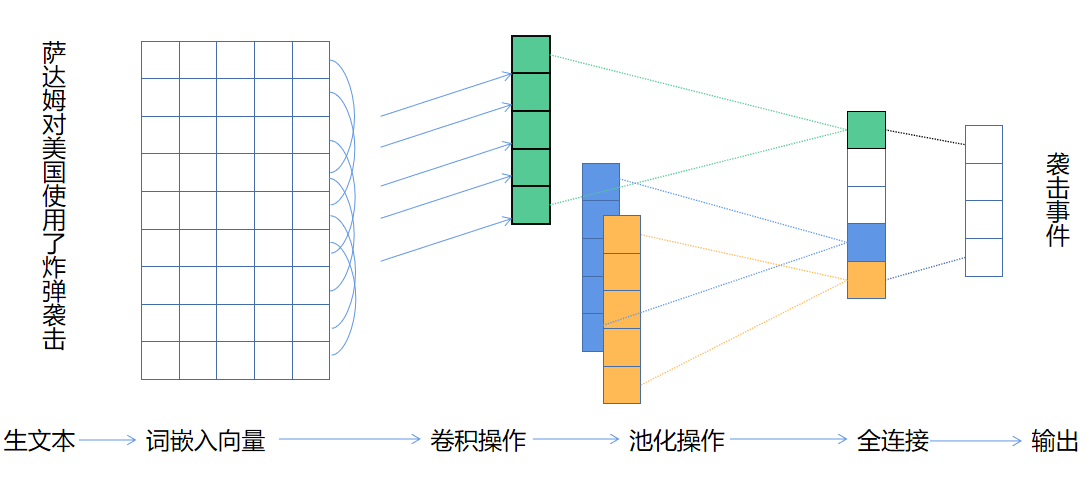 萨达姆对美国使用了炸弹袭击
袭击事件
生文本
词嵌入向量
卷积操作
池化操作
全连接
输出